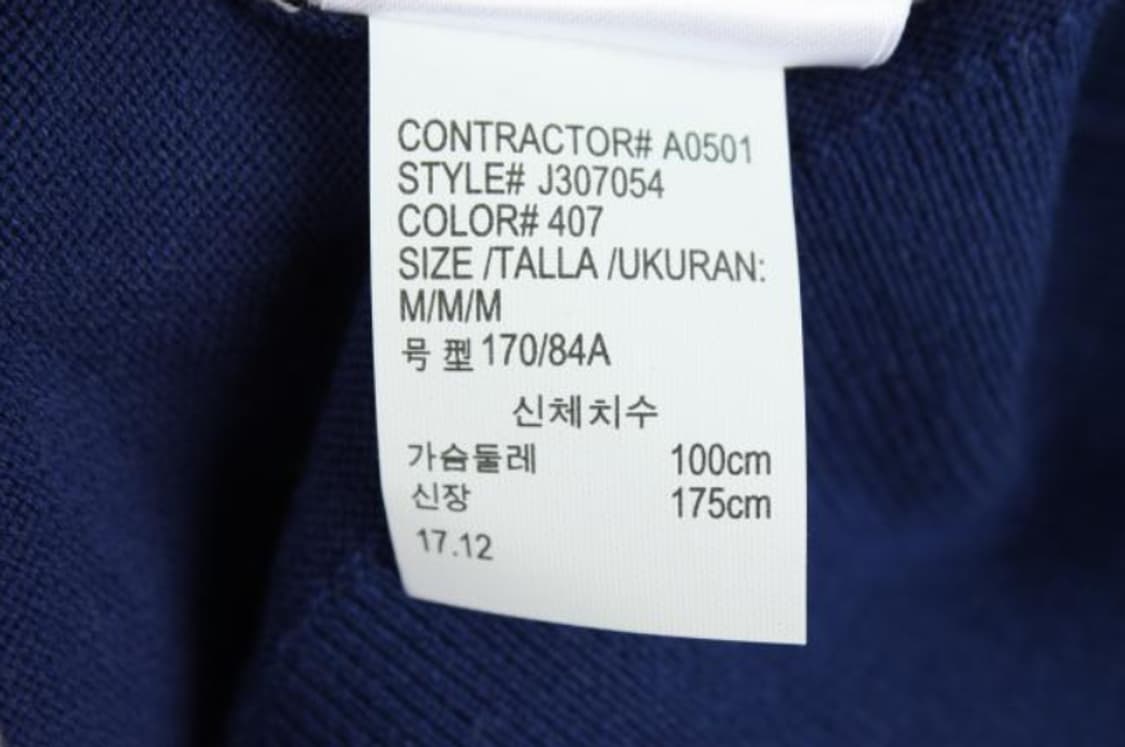 CONTRACTOR# A0501
STYLE# J307054
COLOR# 407
SIZE /TALLA /UKURAN:
M/M/M
号 型 170/84A
신체치수
가슴둘레 100cm
신장 175cm
17.12